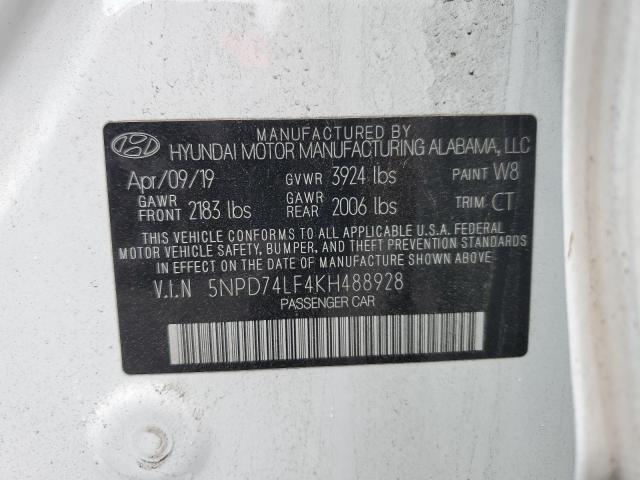 MANUFACTURED BY
HYUNDAI MOTOR MANUFACTURING ALABAMA, LLC
Apr/09/19 GVWR 3924 lbs PAINT W8
GAWR FRONT 2183 lbs GAWR REAR 2006 lbs TRIM CT
THIS VEHICLE CONFORMS TO ALL APPLICABLE U.S.A. FEDERAL
MOTOR VEHICLE SAFETY, BUMPER, AND THEFT PREVENTION STANDARDS
IN EFFECT ON THE DATE OF MANUFACTURE SHOWN ABOVE.
V.I.N 5NPD74LF4KH488928
PASSENGER CAR